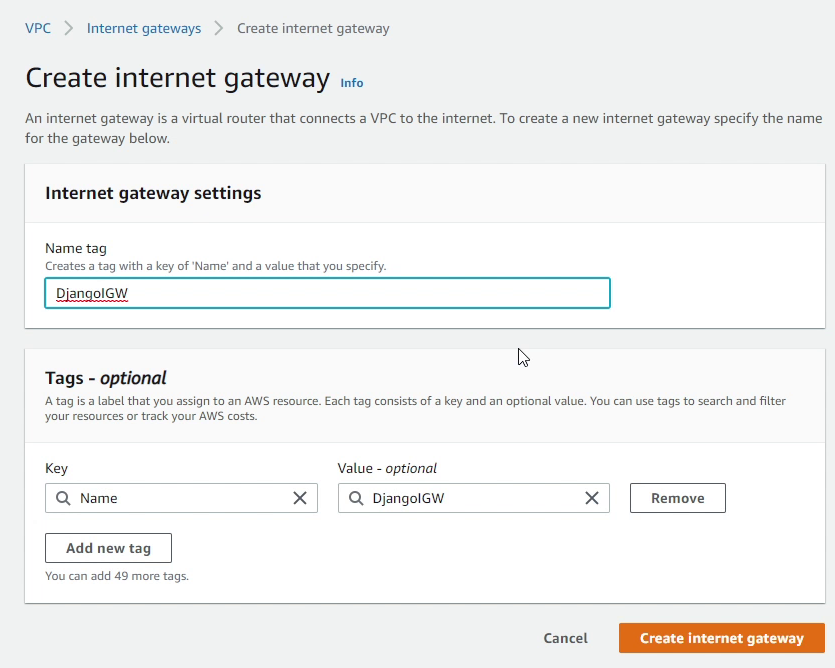 VPC > Internet gateways > Create internet gateway
Create internet gateway Info
An internet gateway is a virtual router that connects a VPC to the internet. To create a new internet gateway specify the name
for the gateway below.
Internet gateway settings
Name tag
Creates a tag with a key of 'Name' and a value that you specify.
DjangoIGW
Tags - optional
A tag is a label that you assign to an AWS resource. Each tag consists of a key and an optional value. You can use tags to search and filter
your resources or track your AWS costs.
Key Value - optional
Name DjangoIGW Remove
Add new tag
You can add 49 more tags.
Cancel Create internet gateway